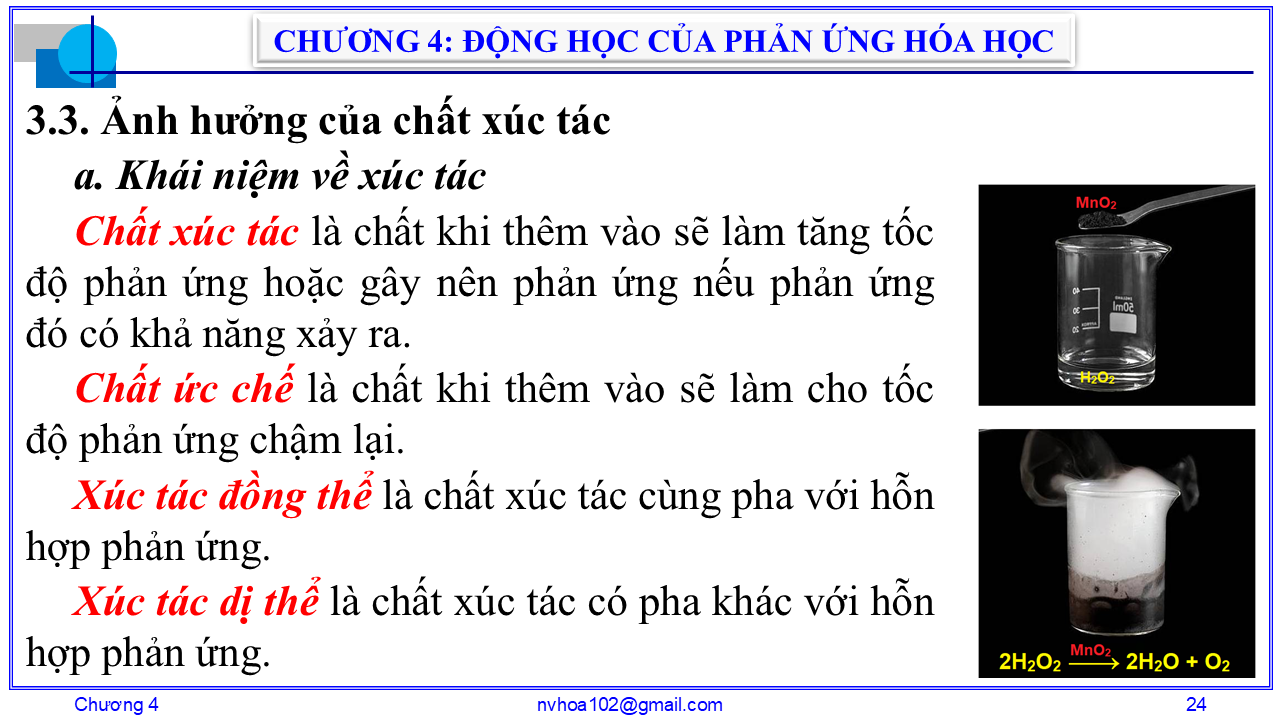 CHƯƠNG 4: ĐỘNG HỌC CỦA PHẢN ỨNG HÓA HỌC
3.3. Ảnh hưởng của chất xúc tác
a. Khái niệm về xúc tác
Chất xúc tác là chất khi thêm vào sẽ làm tăng tốc
độ phản ứng hoặc gây nên phản ứng nếu phản ứng
đó có khả năng xảy ra.
Chất ức chế là chất khi thêm vào sẽ làm cho tốc
độ phản ứng chậm lại.
Xúc tác đồng thể là chất xúc tác cùng pha với hỗn
hợp phản ứng.
Xúc tác dị thể là chất xúc tác có pha khác với hỗn
hợp phản ứng.
MnO₂
40
30
20
APPROX
ENGLAND
50ml
H₂O₂
MnO₂
2H₂O₂ ⟶ 2H₂O + O₂
Chương 4
nvhoa102@gmail.com
24